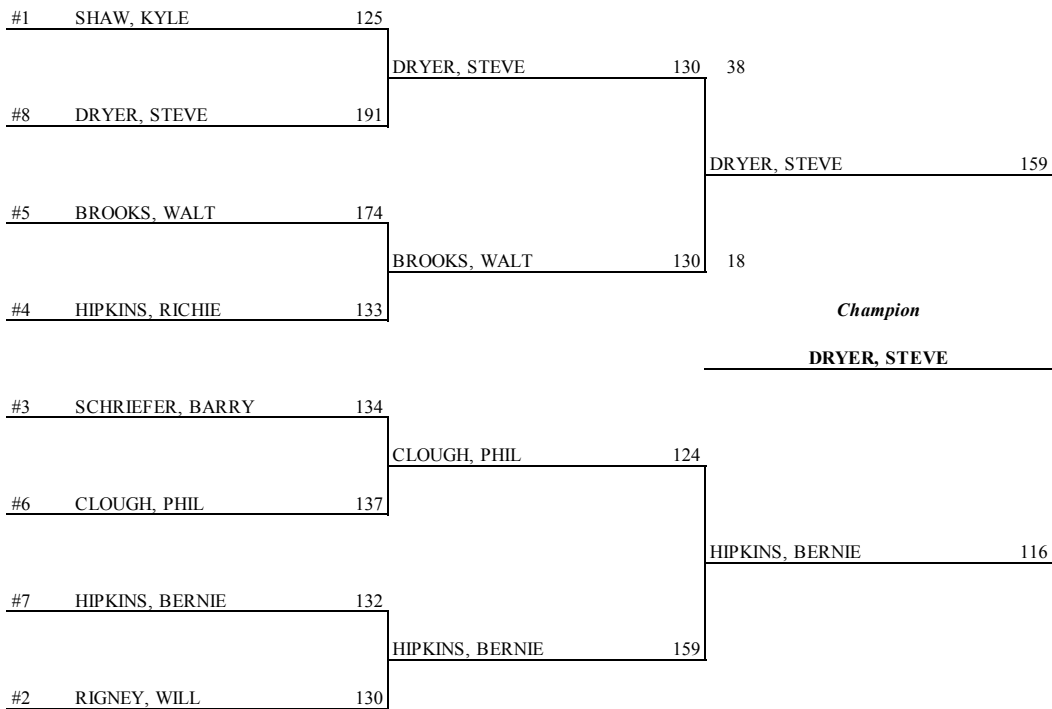 #1 SHAW, KYLE 125
DRYER, STEVE 130 38
#8 DRYER, STEVE 191
DRYER, STEVE 159
#5 BROOKS, WALT 174
BROOKS, WALT 130 18
#4 HIPKINS, RICHIE 133
Champion
DRYER, STEVE
#3 SCHRIEFER, BARRY 134
CLOUGH, PHIL 124
#6 CLOUGH, PHIL 137
HIPKINS, BERNIE 116
#7 HIPKINS, BERNIE 132
HIPKINS, BERNIE 159
#2 RIGNEY, WILL 130